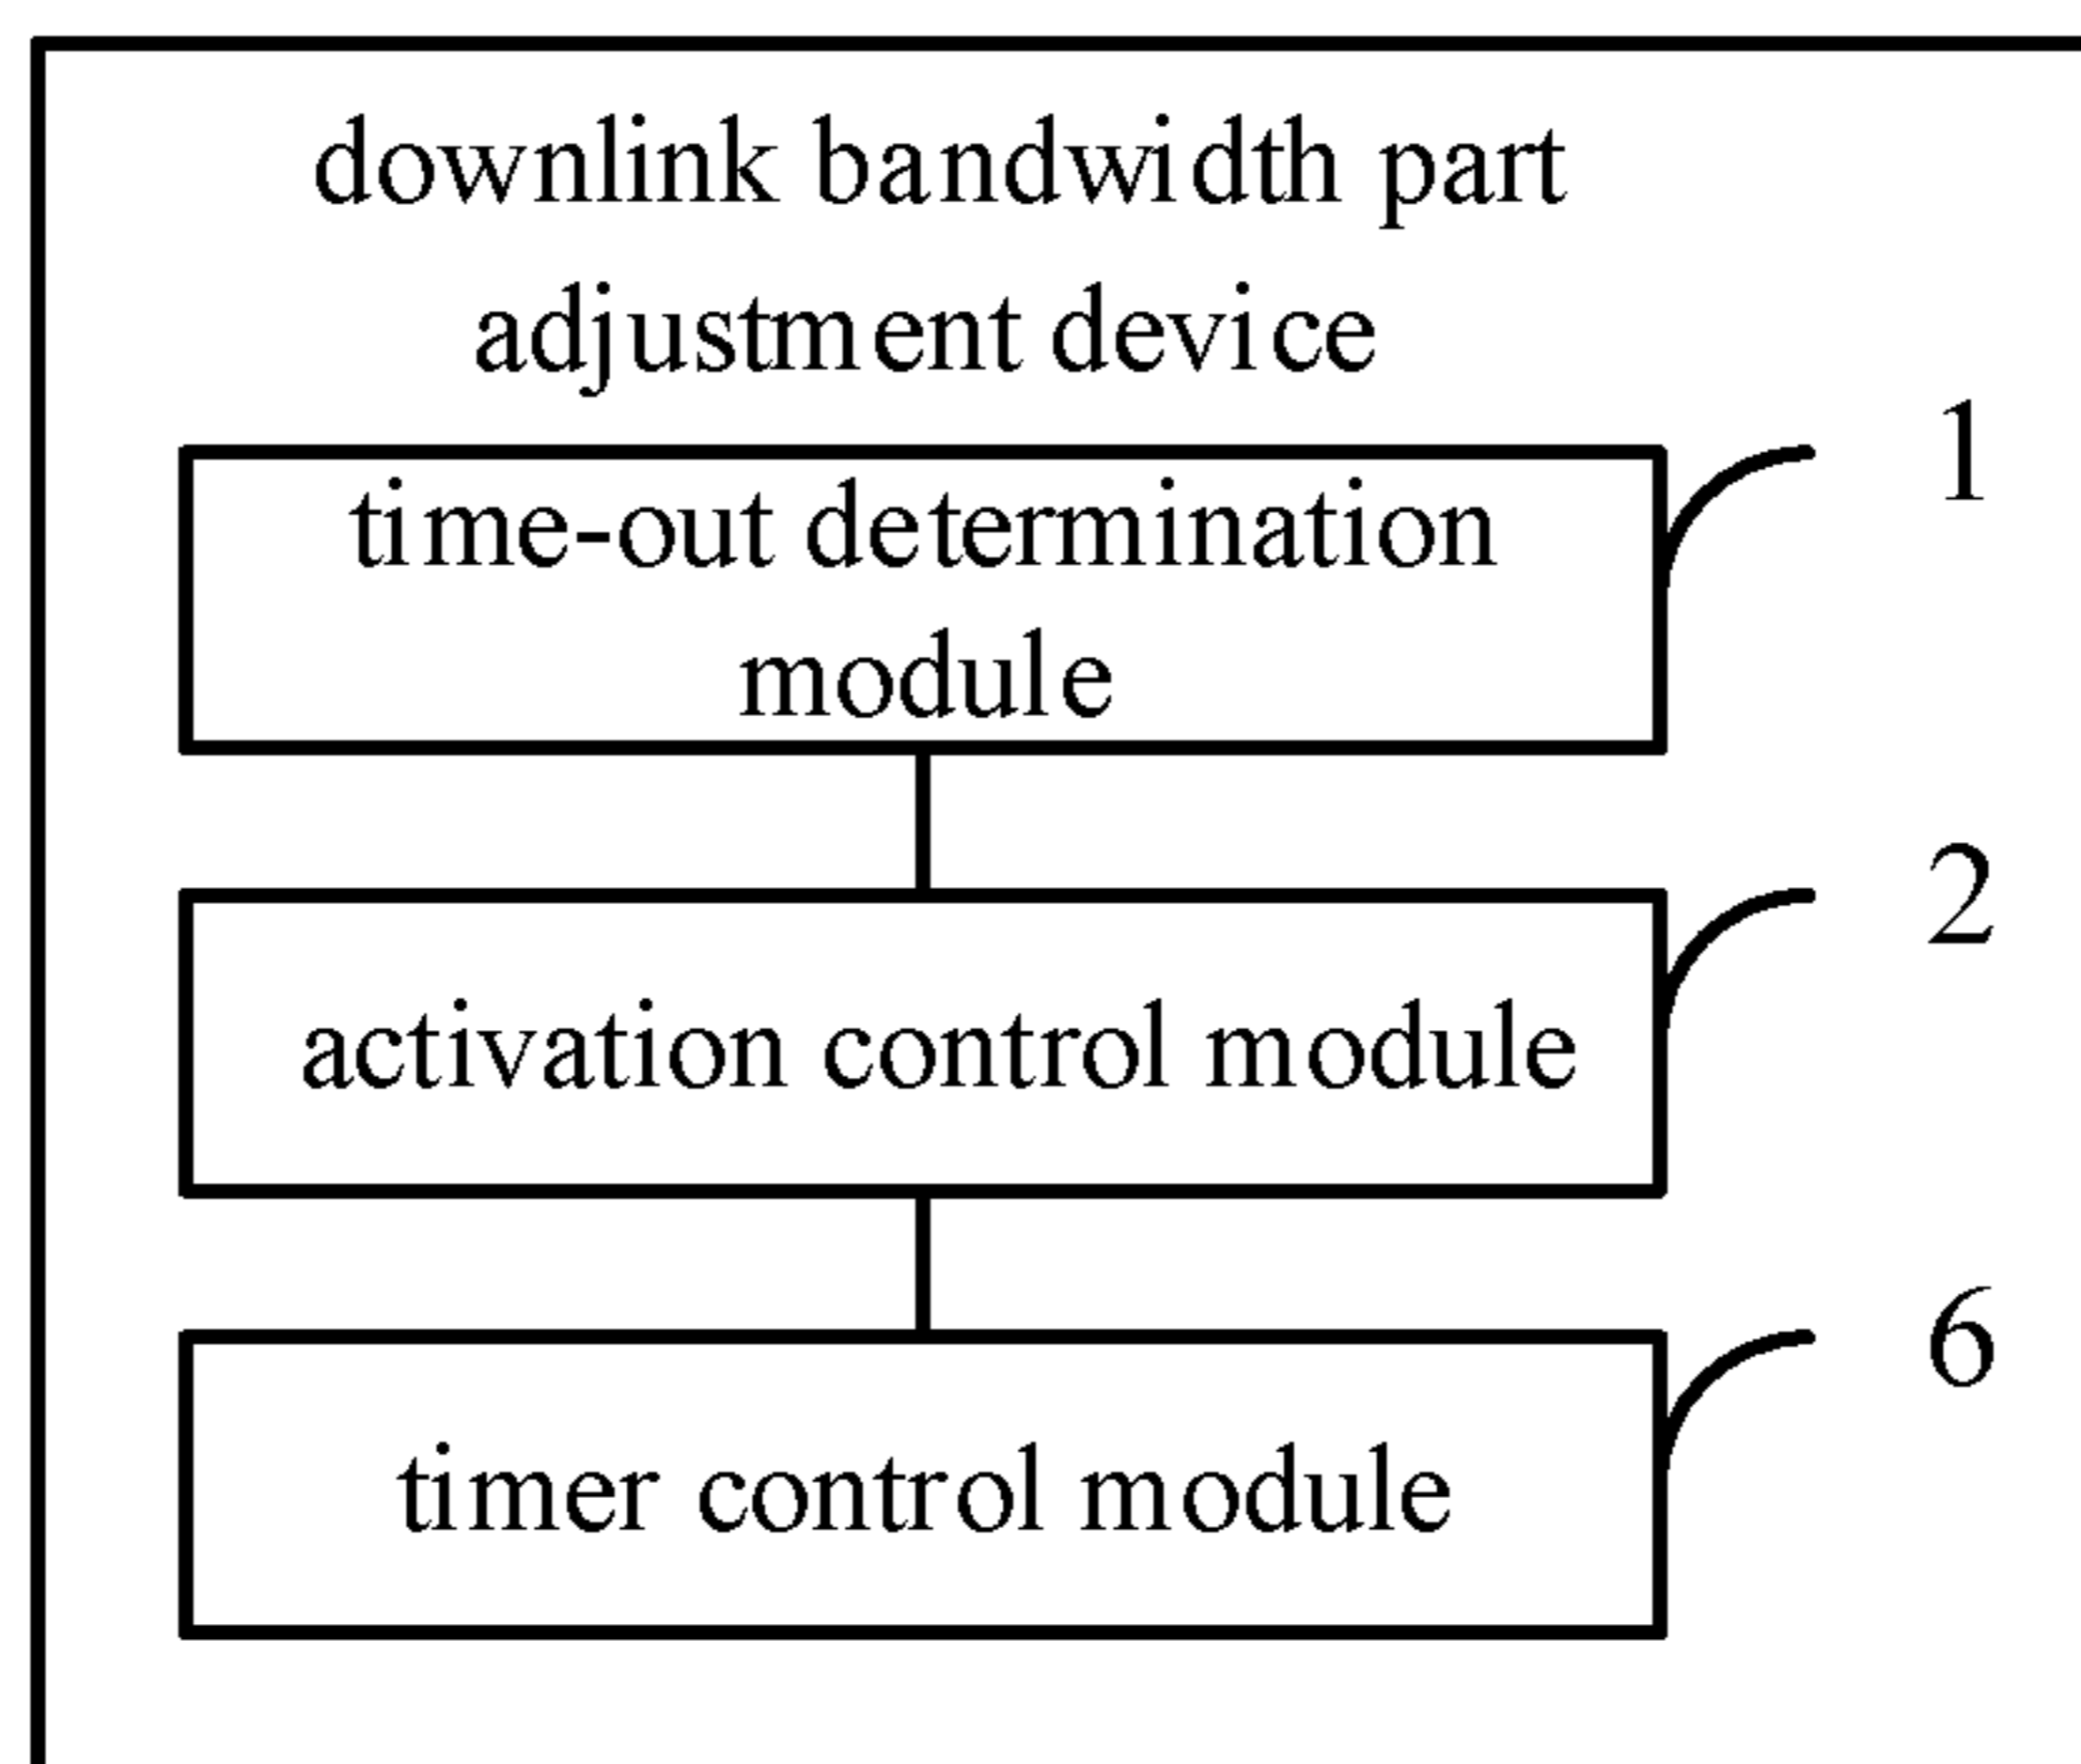 downlink bandwidth part
adjustment device
1
time-out determination
module
2
activation control module
6
timer control module